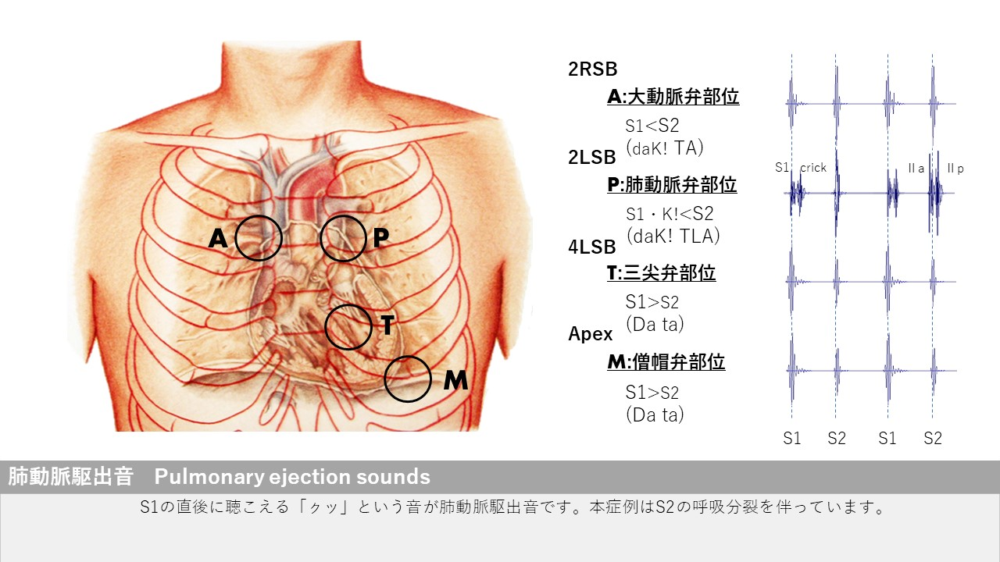 A
P
T
M
2RSB
A:大動脈弁部位
S1<S2
(daK! TA)
2LSB
P:肺動脈弁部位
S1・K!<S2
(daK! TLA)
4LSB
T:三尖弁部位
S1>S2
(Da ta)
Apex
M:僧帽弁部位
S1>S2
(Da ta)
S1 crick Ⅱa Ⅱp
S1 S2 S1 S2
肺動脈駆出音 Pulmonary ejection sounds
S1の直後に聴こえる「ㇰッ」という音が肺動脈駆出音です。本症例はS2の呼吸分裂を伴っています。